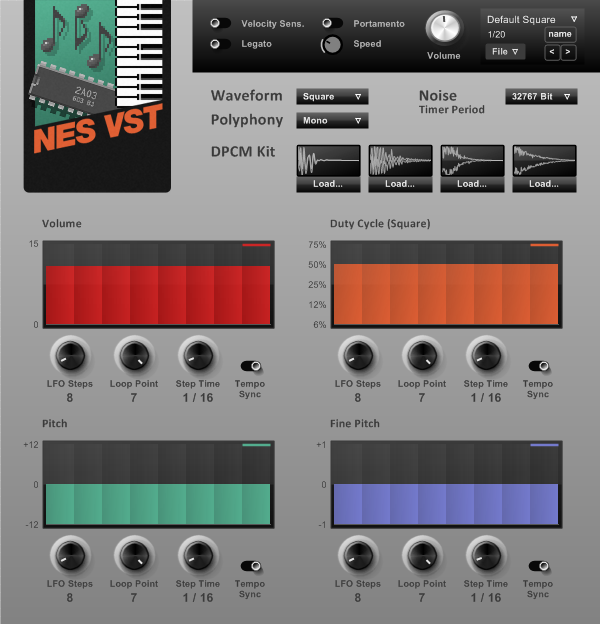 2A03
6D3 BJ
NES VST
Velocity Sens.
Portamento
Legato
Speed
Volume
Default Square
1/20
name
File
<
>
Waveform
Square
Noise
Timer Period
32767 Bit
Polyphony
Mono
DPCM Kit
Load...
Load...
Load...
Load...
Volume
15
0
LFO Steps
8
Loop Point
7
Step Time
1 / 16
Tempo
Sync
Duty Cycle (Square)
75%
50%
25%
12%
6%
LFO Steps
8
Loop Point
7
Step Time
1 / 16
Tempo
Sync
Pitch
+12
0
-12
LFO Steps
8
Loop Point
7
Step Time
1 / 16
Tempo
Sync
Fine Pitch
+1
0
-1
LFO Steps
8
Loop Point
7
Step Time
1 / 16
Tempo
Sync